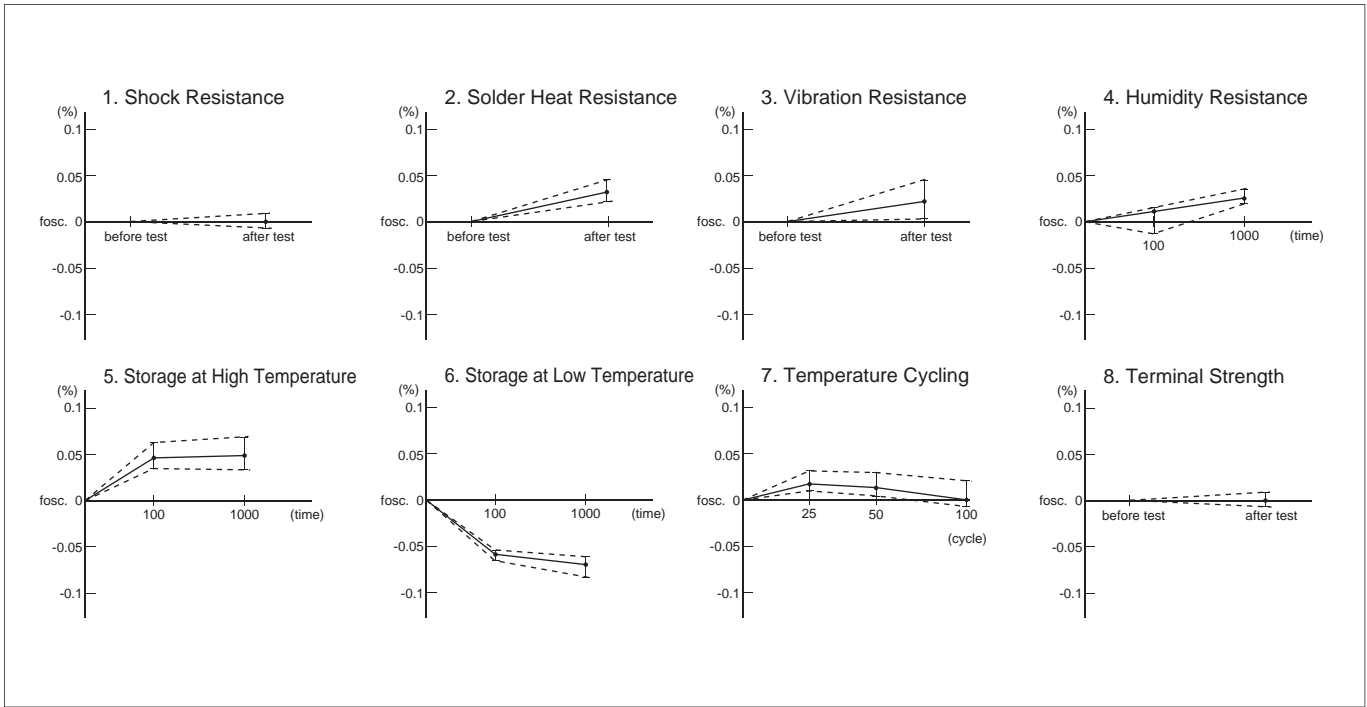 1. Shock Resistance
(%)
0.1
0.05
fosc. 0
-0.05
-0.1
before test after test
2. Solder Heat Resistance
(%)
0.1
0.05
fosc. 0
-0.05
-0.1
before test after test
3. Vibration Resistance
(%)
0.1
0.05
fosc. 0
-0.05
-0.1
before test after test
4. Humidity Resistance
(%)
0.1
0.05
fosc. 0
-0.05
-0.1
100 1000 (time)
5. Storage at High Temperature
(%)
0.1
0.05
fosc. 0
-0.05
-0.1
100 1000 (time)
6. Storage at Low Temperature
(%)
0.1
0.05
fosc. 0
-0.05
-0.1
100 1000 (time)
7. Temperature Cycling
(%)
0.1
0.05
fosc. 0
-0.05
-0.1
25 50 100
(cycle)
8. Terminal Strength
(%)
0.1
0.05
fosc. 0
-0.05
-0.1
before test after test